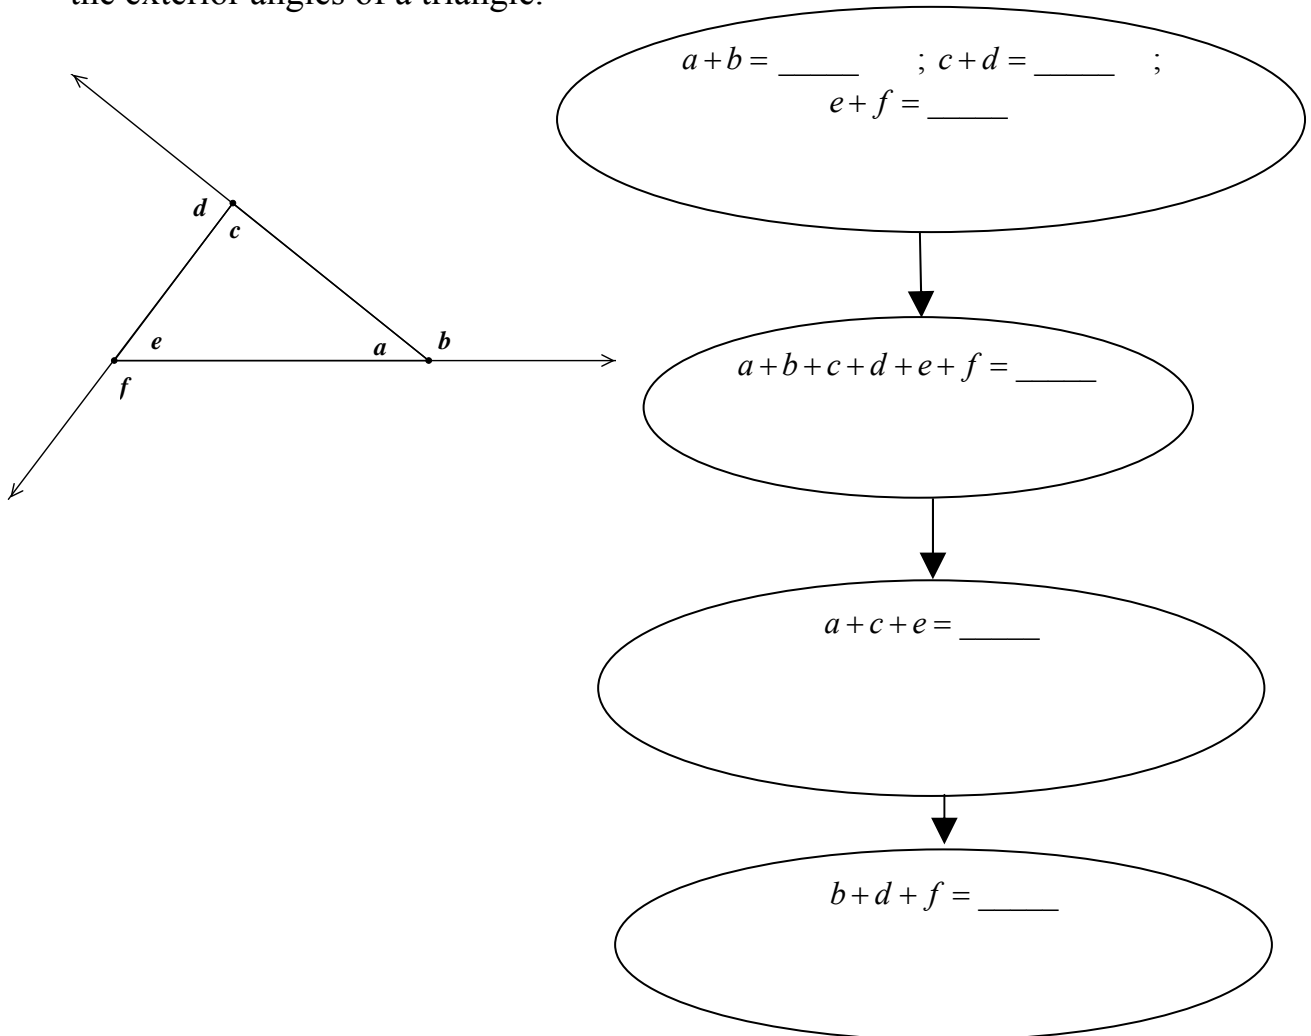 the exterior angles of a triangle.
a + b = _____ ; c + d = _____ ;
e + f = _____
d
c
e
a
b
f
a + b + c + d + e + f = _____
a + c + e = _____
b + d + f = _____